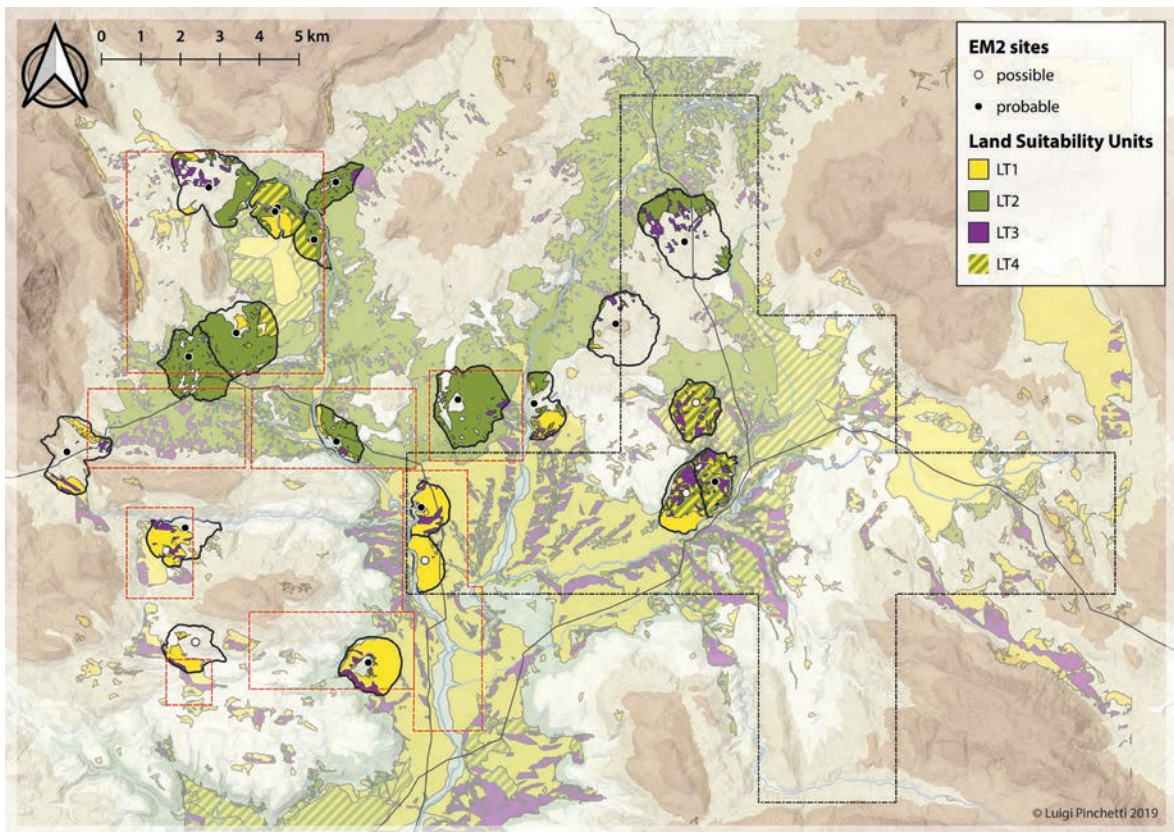 0 1 2 3 4 5 km
EM2 sites
possible
probable
Land Suitability Units
LT1
LT2
LT3
LT4
© Luigi Pinchetti 2019